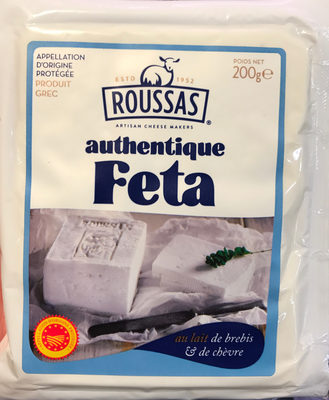 APPELLATION
D'ORIGINE
PROTÉGÉE
PRODUIT
GREC
POIDS NET
200g℮
ESTD 1952
ROUSSAS®
ARTISAN CHEESE MAKERS
authentique
Feta
au lait de brebis
& de chèvre